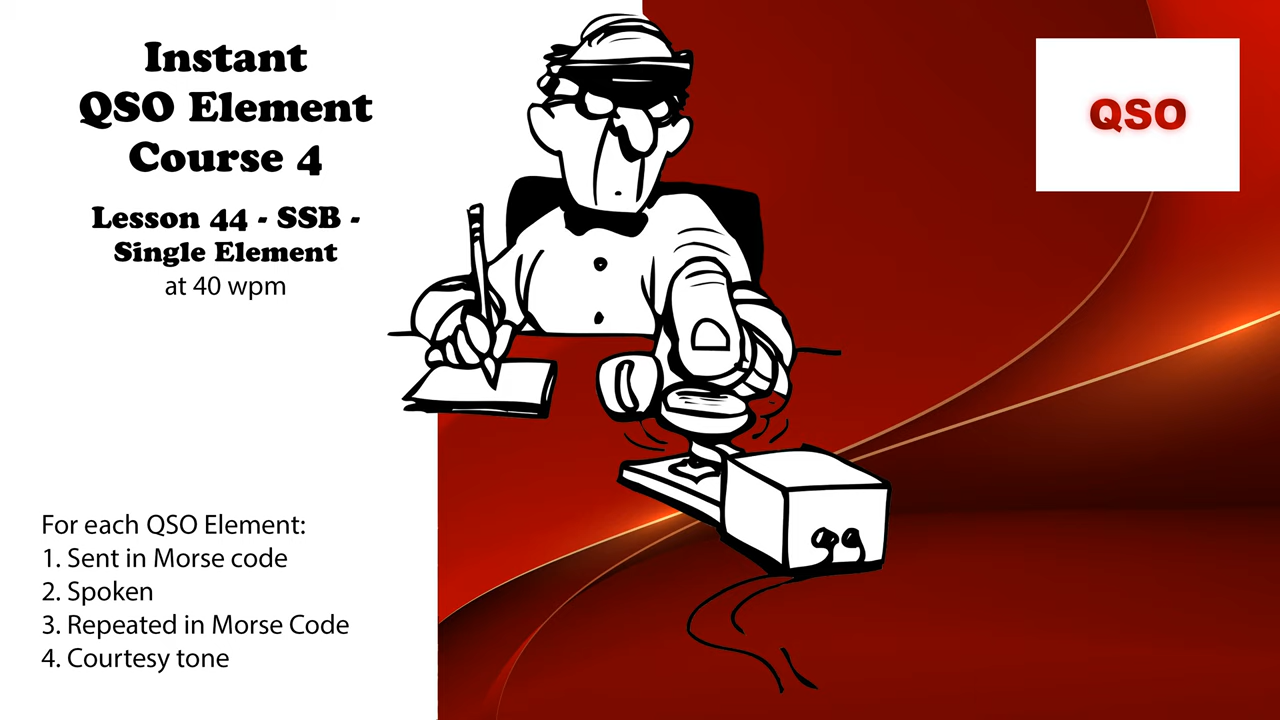 Instant
QSO Element
Course 4
Lesson 44 - SSB -
Single Element
at 40 wpm
QSO
For each QSO Element:
1. Sent in Morse code
2. Spoken
3. Repeated in Morse Code
4. Courtesy tone